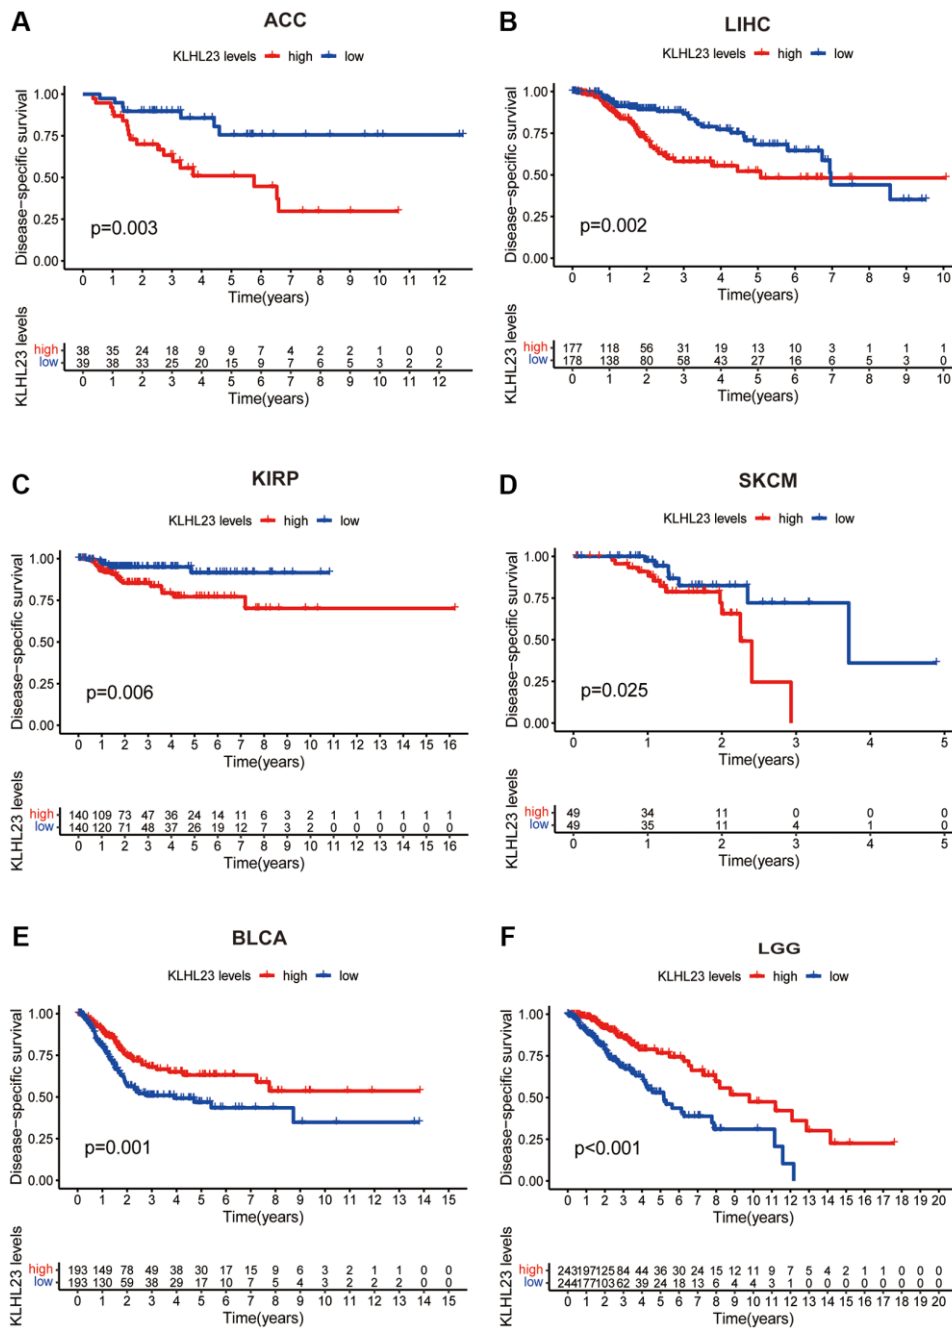 A
ACC
KLHL23 levels high low
Disease-specific survival
1.00
0.75
0.50
0.25
0.00
p=0.003
0 1 2 3 4 5 6 7 8 9 10 11 12
Time(years)
KLHL23 levels
high 38 35 24 18 9 9 7 4 2 2 1 0 0
low 39 38 33 25 20 15 9 7 6 5 3 2 2
0 1 2 3 4 5 6 7 8 9 10 11 12
Time(years)
B
LIHC
KLHL23 levels high low
Disease-specific survival
1.00
0.75
0.50
0.25
0.00
p=0.002
0 1 2 3 4 5 6 7 8 9 10
Time(years)
KLHL23 levels
high 177 118 56 31 19 13 10 3 1 1 1
low 178 138 80 58 43 27 16 6 5 3 0
0 1 2 3 4 5 6 7 8 9 10
Time(years)
C
KIRP
KLHL23 levels high low
Disease-specific survival
1.00
0.75
0.50
0.25
0.00
p=0.006
0 1 2 3 4 5 6 7 8 9 10 11 12 13 14 15 16
Time(years)
KLHL23 levels
high 140 109 73 47 36 24 14 11 6 3 2 1 1 1 1 1 1
low 140 120 71 48 37 26 19 12 7 3 2 0 0 0 0 0 0
0 1 2 3 4 5 6 7 8 9 10 11 12 13 14 15 16
Time(years)
D
SKCM
KLHL23 levels high low
Disease-specific survival
1.00
0.75
0.50
0.25
0.00
p=0.025
0 1 2 3 4 5
Time(years)
KLHL23 levels
high 49 34 11 0 0 0
low 49 35 11 4 1 0
0 1 2 3 4 5
Time(years)
E
BLCA
KLHL23 levels high low
Disease-specific survival
1.00
0.75
0.50
0.25
0.00
p=0.001
0 1 2 3 4 5 6 7 8 9 10 11 12 13 14 15
Time(years)
KLHL23 levels
high 193 149 78 49 38 30 17 15 9 6 3 2 1 1 0 0
low 193 130 59 38 29 17 10 7 5 4 3 2 2 2 0 0
0 1 2 3 4 5 6 7 8 9 10 11 12 13 14 15
Time(years)
F
LGG
KLHL23 levels high low
Disease-specific survival
1.00
0.75
0.50
0.25
0.00
p<0.001
0 1 2 3 4 5 6 7 8 9 10 11 12 13 14 15 16 17 18 19 20
Time(years)
KLHL23 levels
high 243 197 125 84 44 36 30 24 15 12 11 9 7 5 4 2 1 1 0 0 0
low 244 177 103 62 39 24 18 13 6 4 4 3 1 0 0 0 0 0 0 0 0
0 1 2 3 4 5 6 7 8 9 10 11 12 13 14 15 16 17 18 19 20
Time(years)